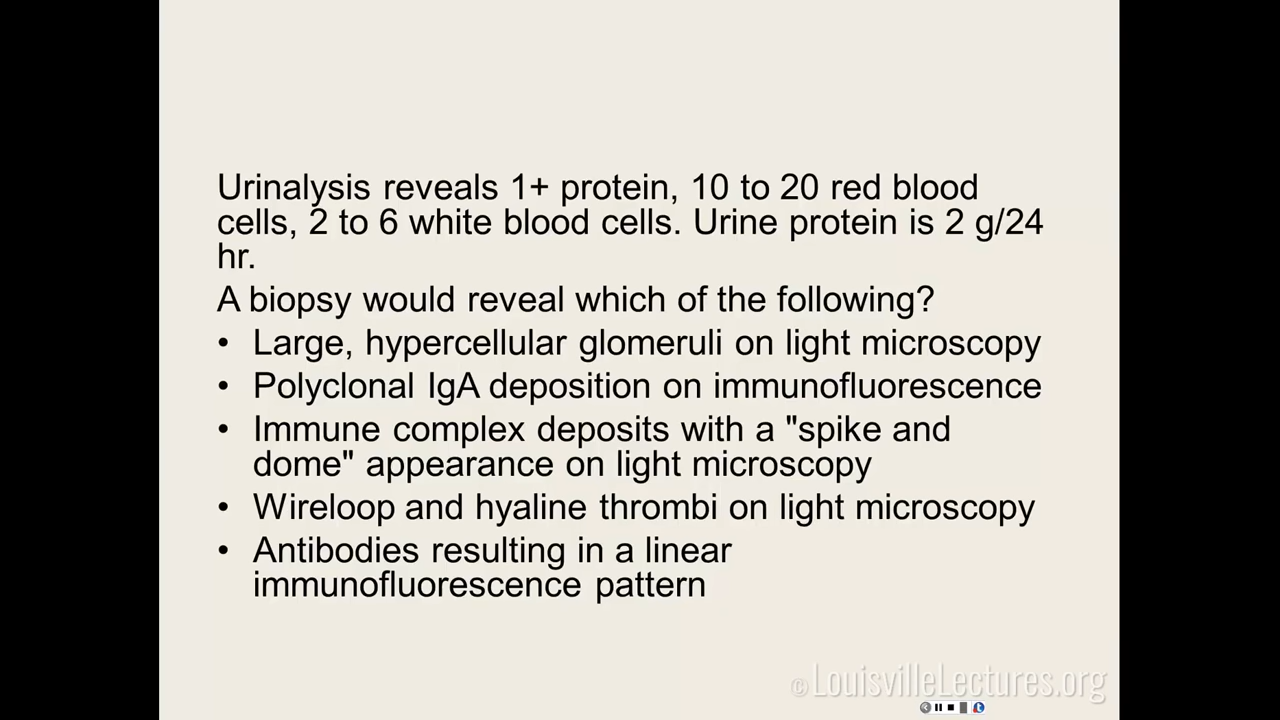 Urinalysis reveals 1+ protein, 10 to 20 red blood
cells, 2 to 6 white blood cells. Urine protein is 2 g/24
hr.
A biopsy would reveal which of the following?
• Large, hypercellular glomeruli on light microscopy
• Polyclonal IgA deposition on immunofluorescence
• Immune complex deposits with a "spike and
dome" appearance on light microscopy
• Wireloop and hyaline thrombi on light microscopy
• Antibodies resulting in a linear
immunofluorescence pattern
©LouisvilleLectures.org